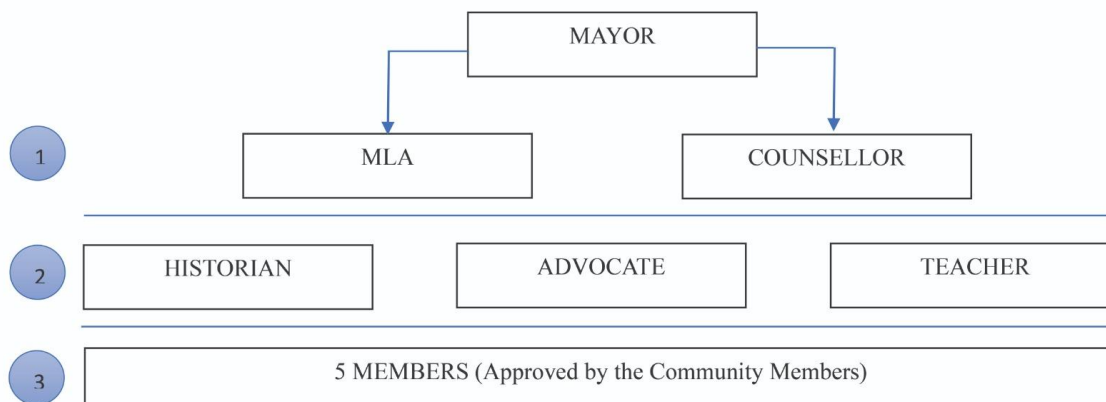 MAYOR
1
MLA
COUNSELLOR
2
HISTORIAN
ADVOCATE
TEACHER
3
5 MEMBERS (Approved by the Community Members)